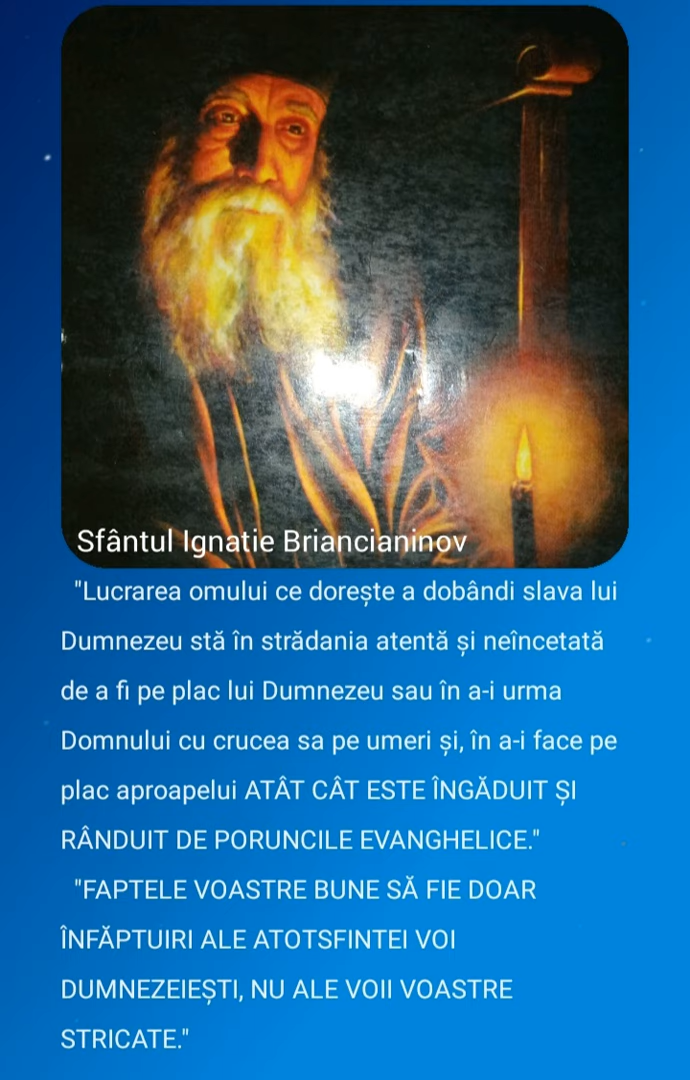 Sfântul Ignatie Briancianinov
"Lucrarea omului ce dorește a dobândi slava lui
Dumnezeu stă în strădania atentă și neîncetată
de a fi pe plac lui Dumnezeu sau în a-i urma
Domnului cu crucea sa pe umeri și, în a-i face pe
plac aproapelui ATÂT CÂT ESTE ÎNGĂDUIT ȘI
RÂNDUIT DE PORUNCILE EVANGHELICE."
"FAPTELE VOASTRE BUNE SĂ FIE DOAR
ÎNFĂPTUIRI ALE ATOTSFINTEI VOI
DUMNEZEIEȘTI, NU ALE VOII VOASTRE
STRICATE."